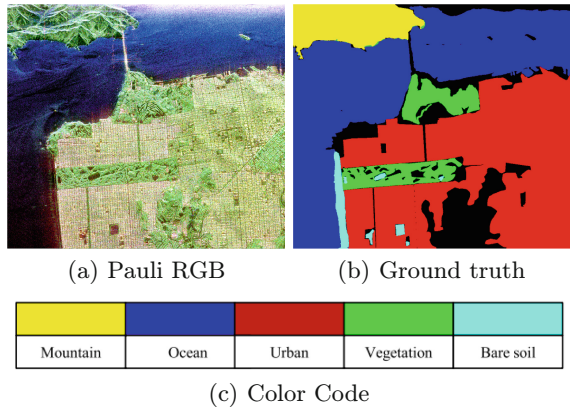 (a) Pauli RGB
(b) Ground truth
Mountain
Ocean
Urban
Vegetation
Bare soil
(c) Color Code